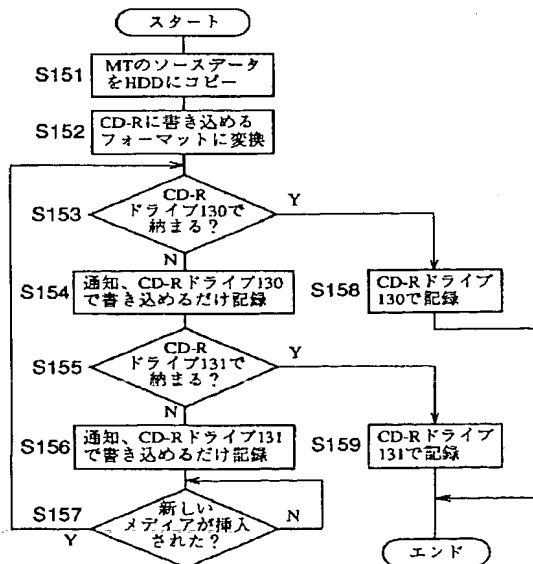 スタート
S151
MTのソースデータ
をHDDにコピー
S152
CD-Rに書き込める
フォーマットに変換
S153
CD-R
ドライブ130で
納まる?
Y
N
S154
通知、CD-Rドライブ130
で書き込めるだけ記録
S158
CD-Rドライブ
130で記録
S155
CD-R
ドライブ131で
納まる?
Y
N
S156
通知、CD-Rドライブ131
で書き込めるだけ記録
S159
CD-Rドライブ
131で記録
S157
新しい
メディアが挿入
された?
Y
N
エンド